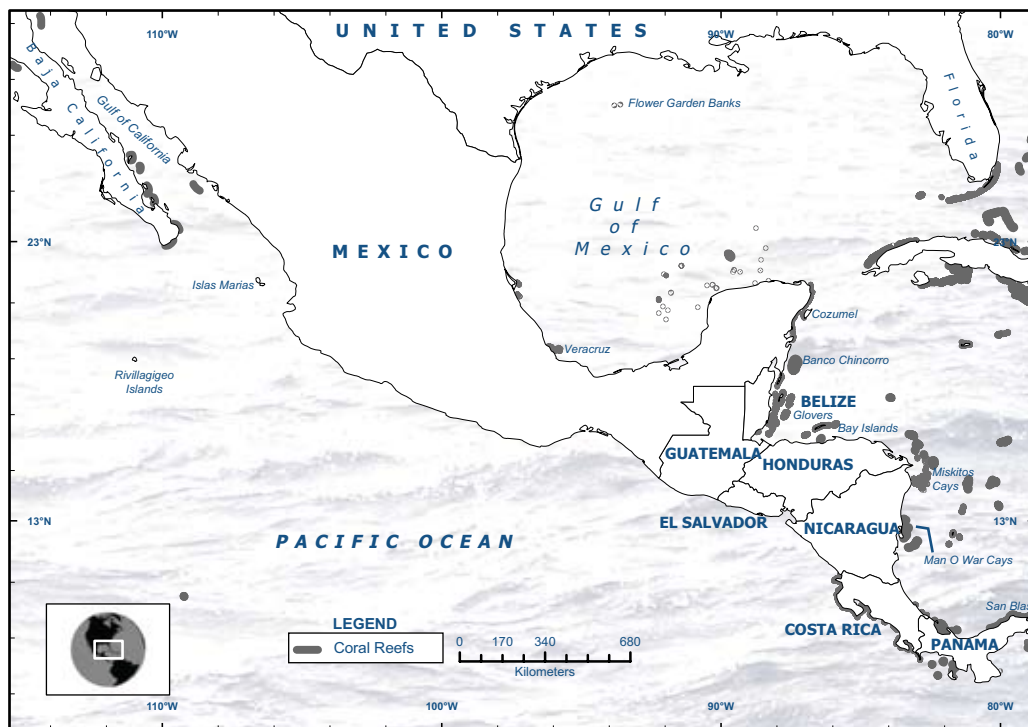 110°W
UNITED STATES
90°W
80°W
Baja California
Gulf of California
Flower Garden Banks
Florida
Gulf
of
Mexico
23°N
MEXICO
Islas Marias
Cozumel
Veracruz
Banco Chincorro
Rivillagigeo
Islands
BELIZE
Glovers
Bay Islands
GUATEMALA
HONDURAS
Miskitos
Cays
13°N
EL SALVADOR
NICARAGUA
13°N
PACIFIC OCEAN
Man O War Cays
San Blas
LEGEND
Coral Reefs
0 170 340 680
Kilometers
COSTA RICA
PANAMA
110°W
100°W
90°W
80°W